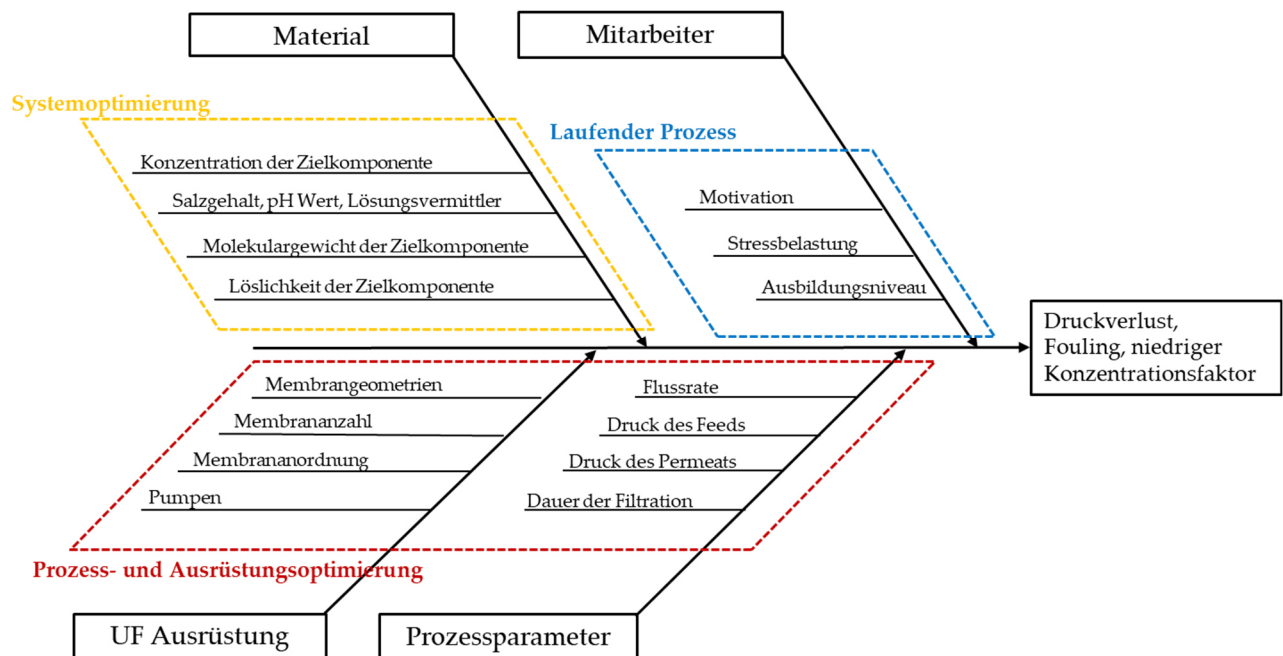 Material
Mitarbeiter
Systemoptimierung
Laufender Prozess
Konzentration der Zielkomponente
Salzgehalt, pH Wert, Lösungsvermittler
Molekulargewicht der Zielkomponente
Löslichkeit der Zielkomponente
Motivation
Stressbelastung
Ausbildungsniveau
Druckverlust,
Fouling, niedriger
Konzentrationsfaktor
Membrangeometrien
Membrananzahl
Membrananordnung
Pumpen
Flussrate
Druck des Feeds
Druck des Permeats
Dauer der Filtration
Prozess- und Ausrüstungsoptimierung
UF Ausrüstung
Prozessparameter